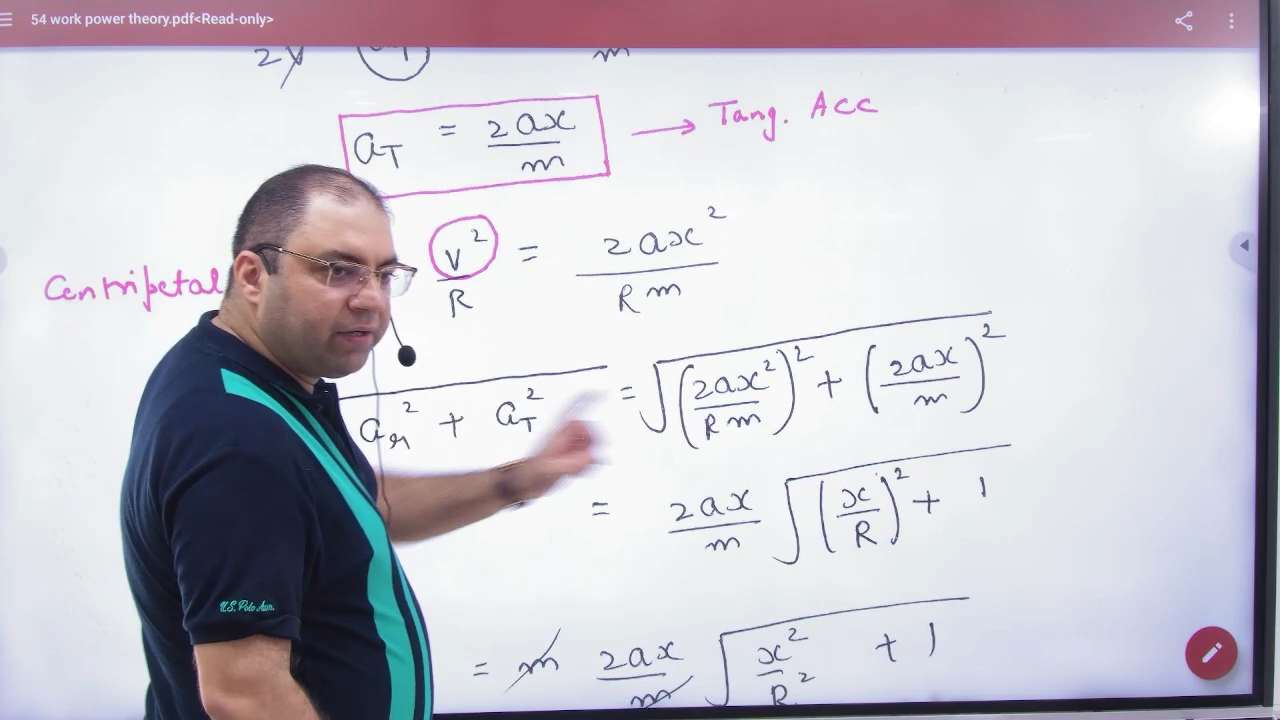 54 work power theory.pdf<Read-only>
m
a_T = 2ax/m → Tang. Acc
Centripetal v²/R = 2ax²/Rm
a_r² + a_T² = √((2ax²/Rm)² + (2ax/m)²)
= 2ax/m √((x/R)² + 1)
= m 2ax/m √(x²/R² + 1)
U.S. Polo Assn.